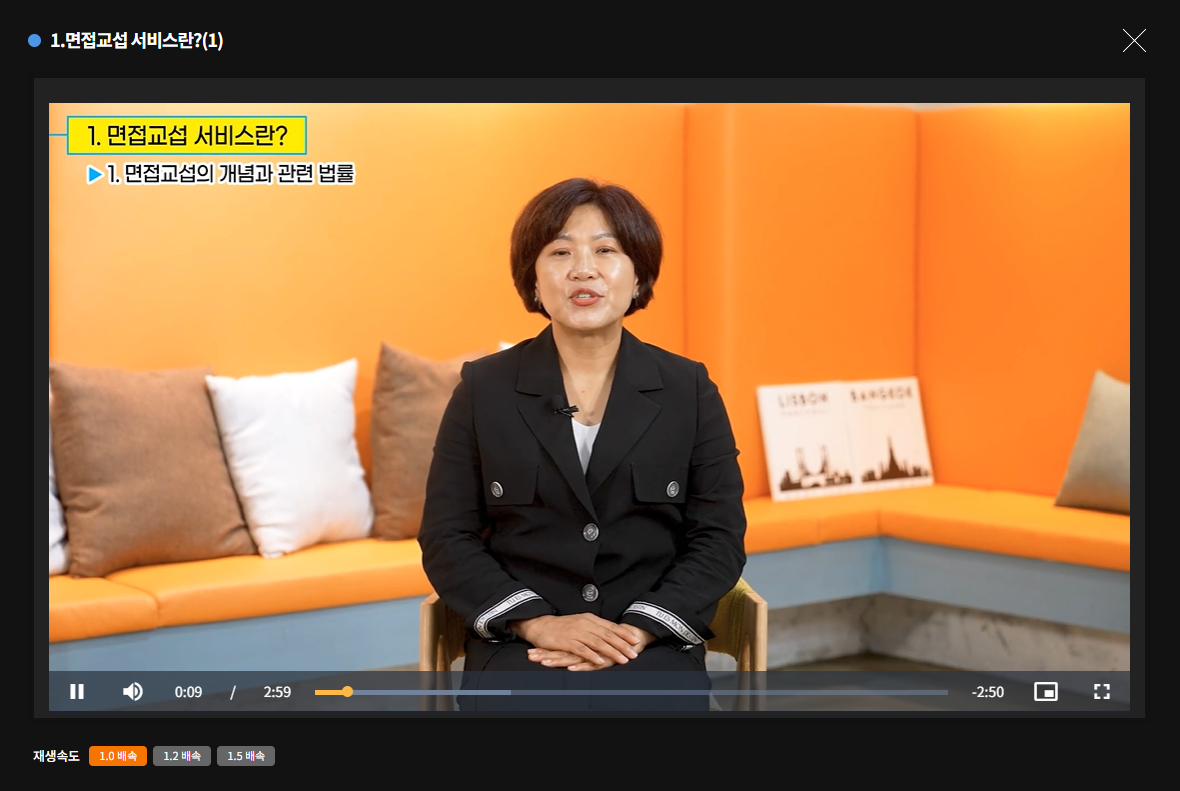 1.면접교섭 서비스란?(1)
1. 면접교섭 서비스란?
▶1. 면접교섭의 개념과 관련 법률
LISBON BANGKOK
0:09 / 2:59 -2:50
재생속도 1.0 배속 1.2 배속 1.5 배속